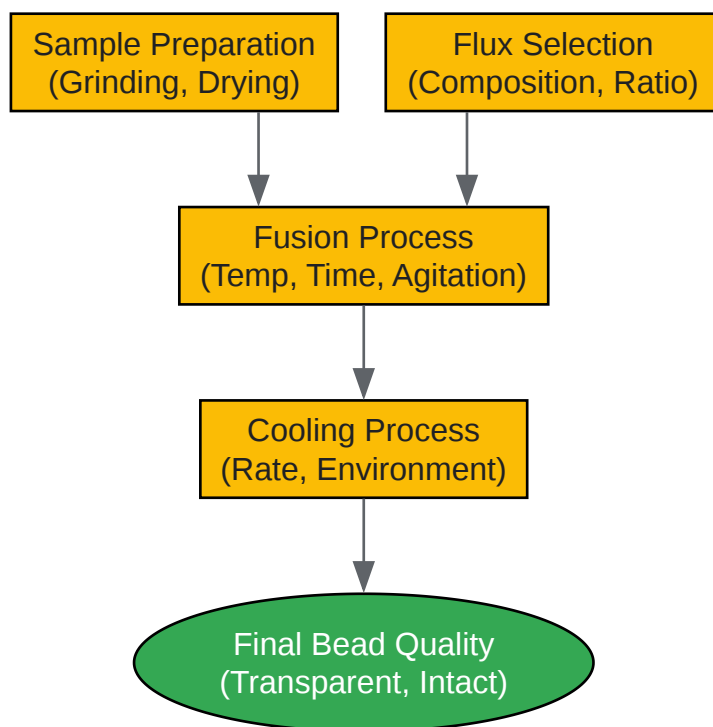 Sample Preparation
(Grinding, Drying)
Flux Selection
(Composition, Ratio)
Fusion Process
(Temp, Time, Agitation)
Cooling Process
(Rate, Environment)
Final Bead Quality
(Transparent, Intact)